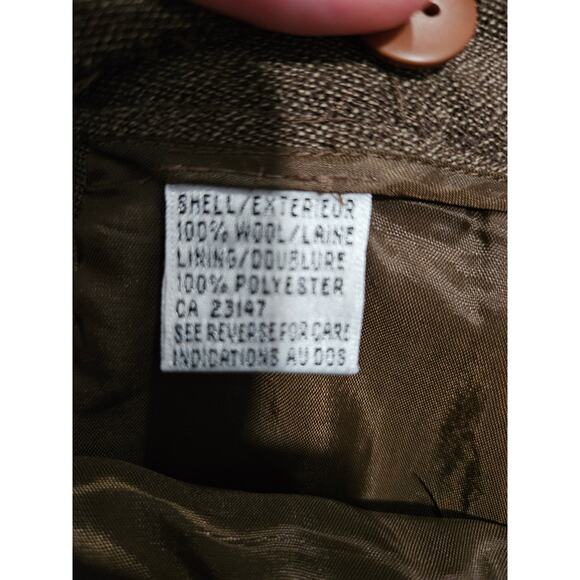 SHELL/EXTERIEUR
100% WOOL/LAINE
LINING/DOUBLURE
100% POLYESTER
CA 23147
SEE REVERSE FOR CARE
INDICATIONS AU DOS